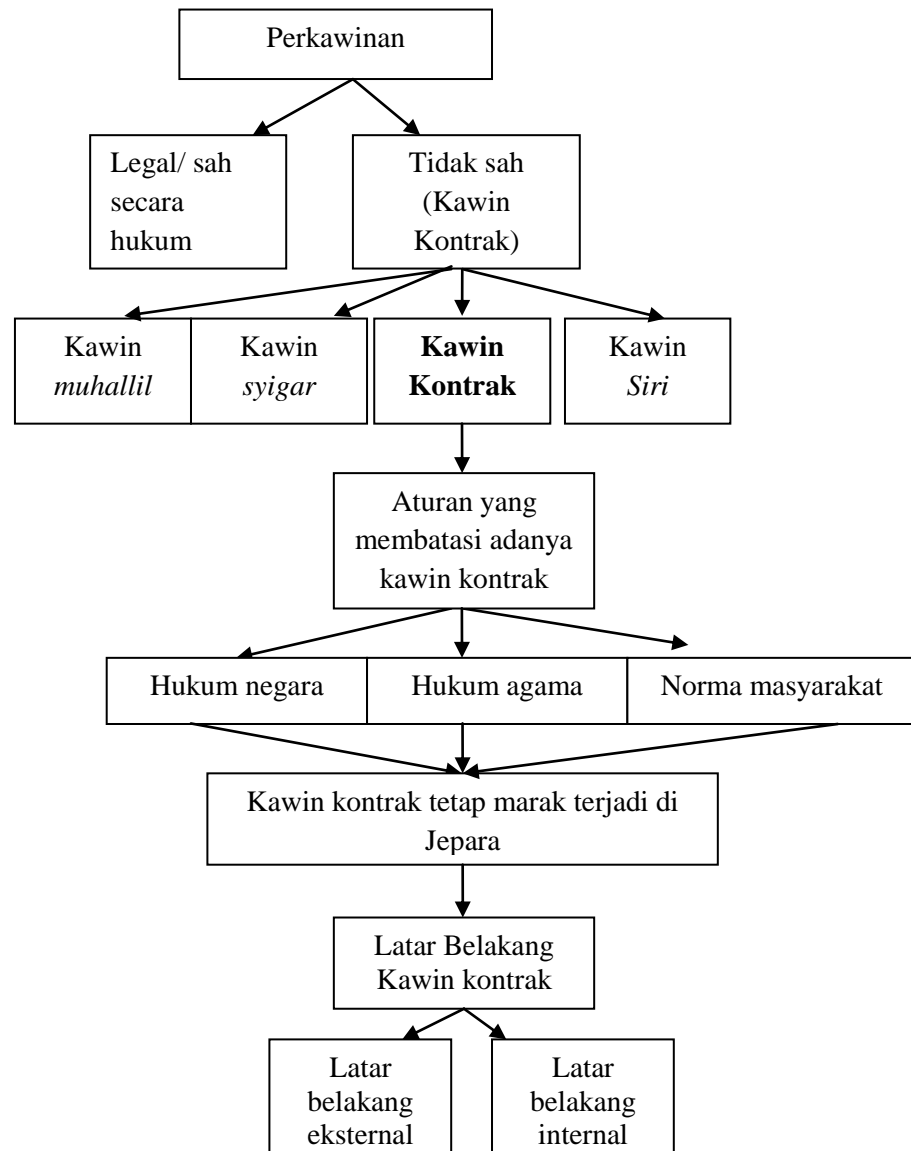 Perkawinan
Legal/ sah
secara
hukum
Tidak sah
(Kawin
Kontrak)
Kawin
muhallil
Kawin
syigar
Kawin
Kontrak
Kawin
Siri
Aturan yang
membatasi adanya
kawin kontrak
Hukum negara
Hukum agama
Norma masyarakat
Kawin kontrak tetap marak terjadi di
Jepara
Latar Belakang
Kawin kontrak
Latar
belakang
eksternal
Latar
belakang
internal